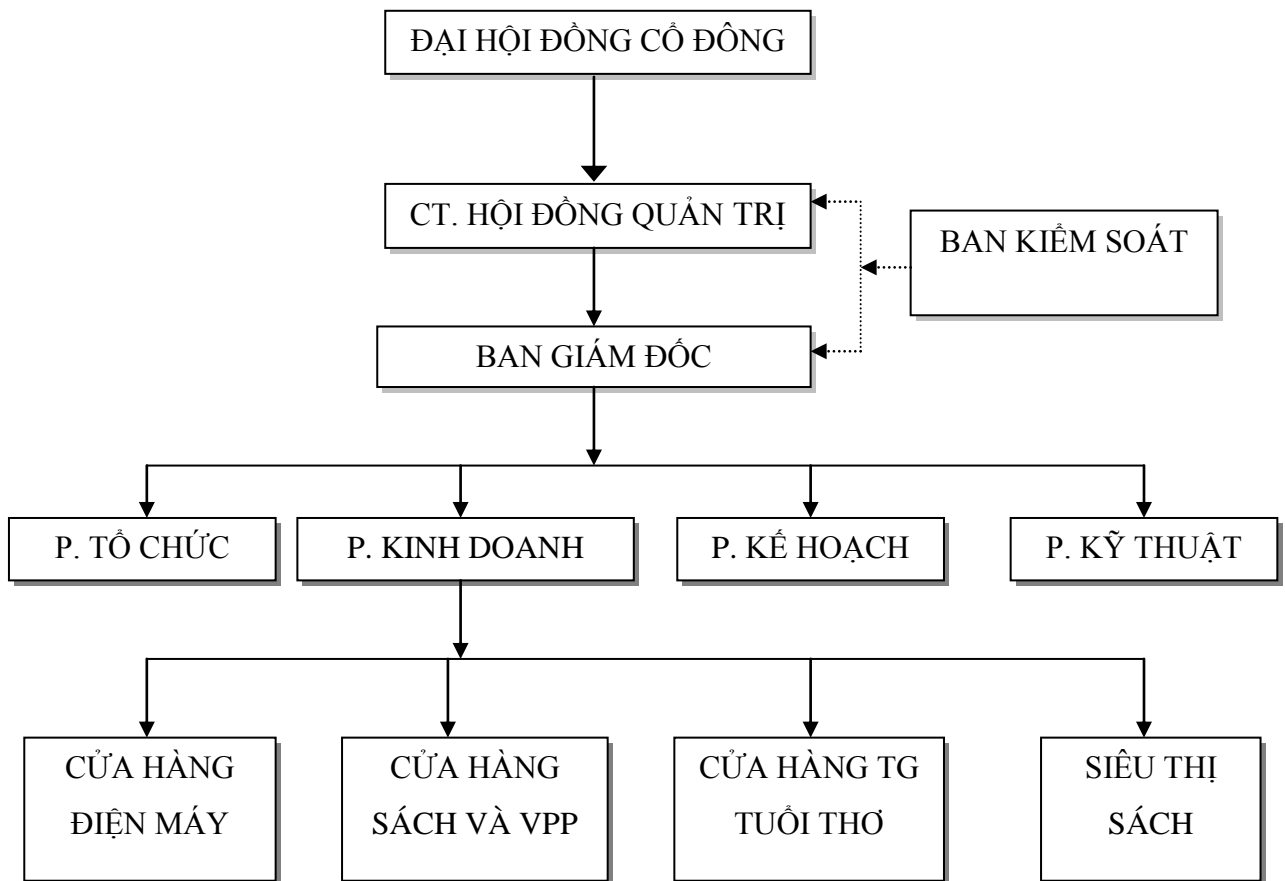 ĐẠI HỘI ĐỒNG CỔ ĐÔNG
CT. HỘI ĐỒNG QUẢN TRỊ
BAN KIỂM SOÁT
BAN GIÁM ĐỐC
P. TỔ CHỨC
P. KINH DOANH
P. KẾ HOẠCH
P. KỸ THUẬT
CỬA HÀNG
ĐIỆN MÁY
CỬA HÀNG
SÁCH VÀ VPP
CỬA HÀNG TG
TUỔI THƠ
SIÊU THỊ
SÁCH